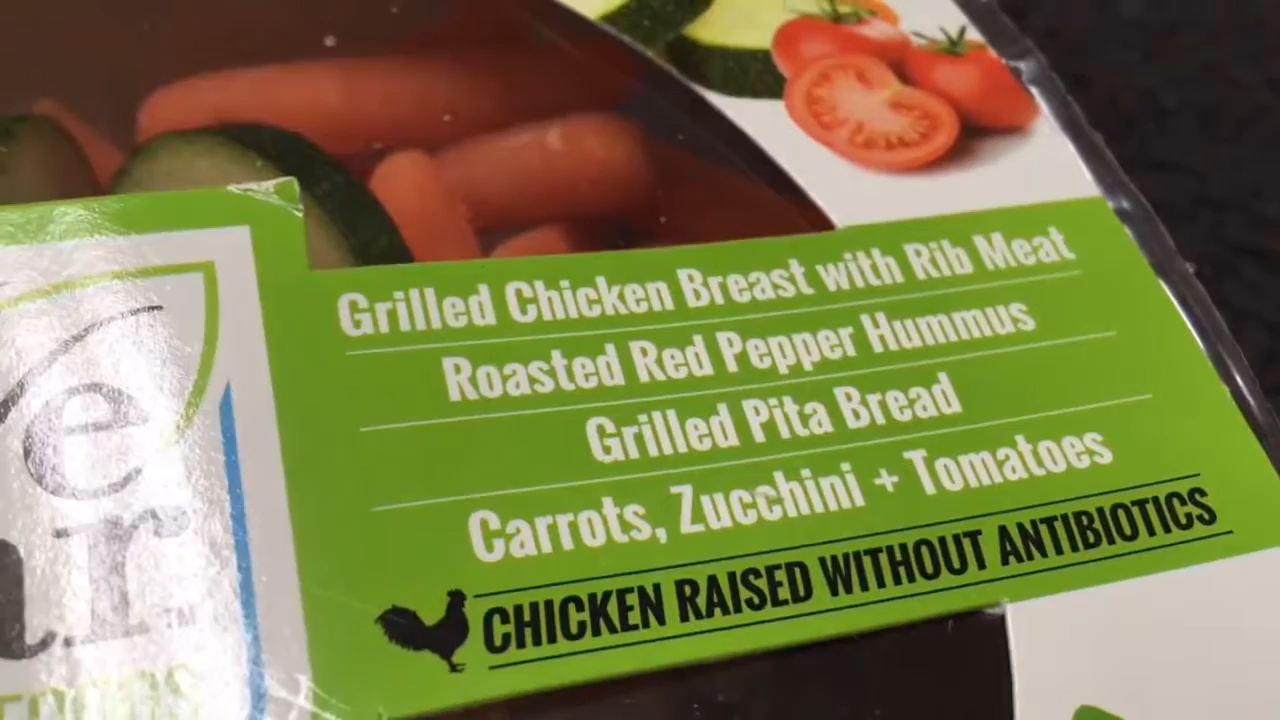 Grilled Chicken Breast with Rib Meat
Roasted Red Pepper Hummus
Grilled Pita Bread
Carrots, Zucchini + Tomatoes
CHICKEN RAISED WITHOUT ANTIBIOTICS